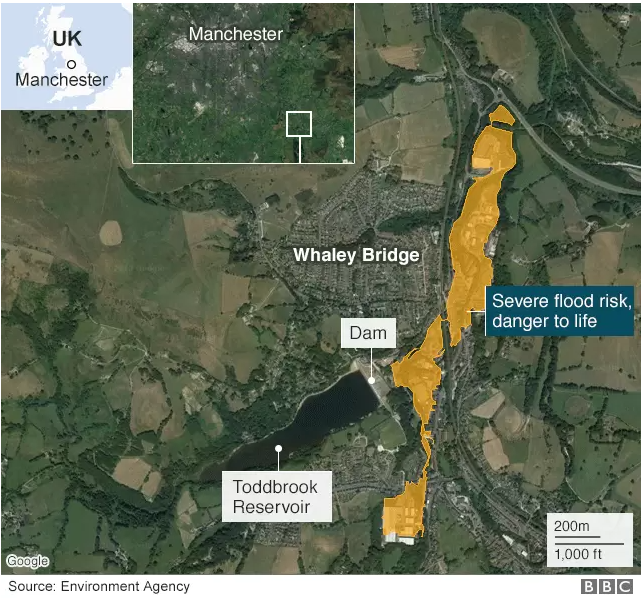 UK
Manchester
Manchester
Whaley Bridge
Severe flood risk,
danger to life
Dam
Toddbrook
Reservoir
200m
1,000 ft
Google
Source: Environment Agency
BBC